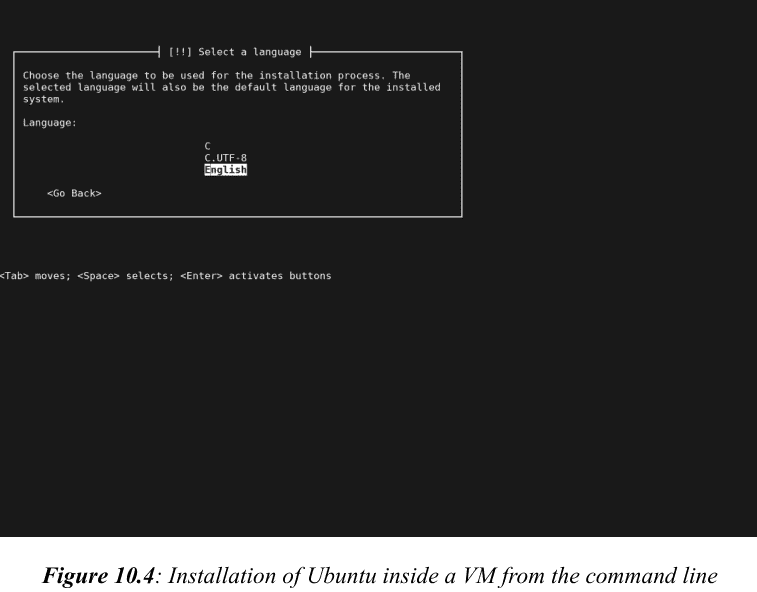 [!!] Select a language
Choose the language to be used for the installation process. The
selected language will also be the default language for the installed
system.
Language:
C
C.UTF-8
English
<Go Back>
<Tab> moves; <Space> selects; <Enter> activates buttons
Figure 10.4: Installation of Ubuntu inside a VM from the command line